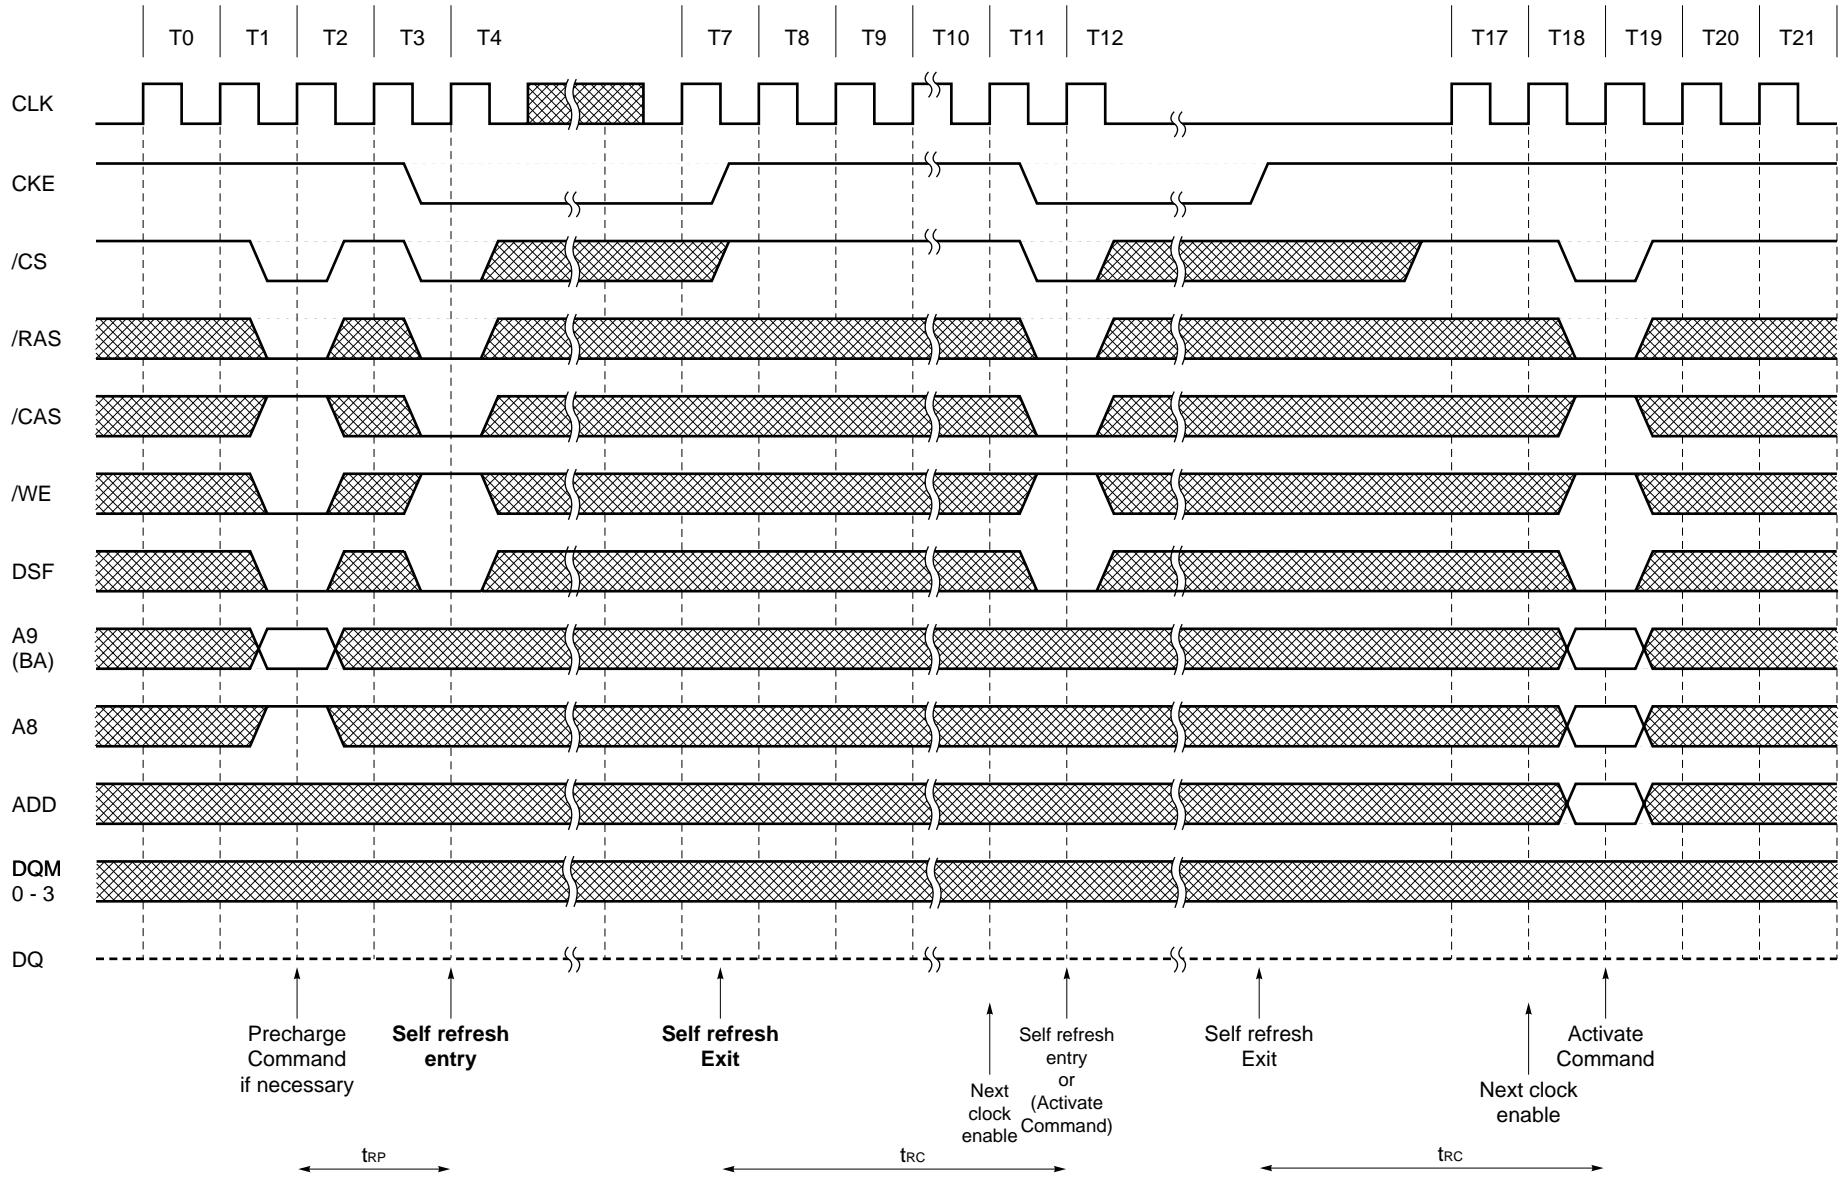 T0 T1 T2 T3 T4 T7 T8 T9 T10 T11 T12 T17 T18 T19 T20 T21
CLK
CKE
/CS
/RAS
/CAS
/WE
DSF
A9
(BA)
A8
ADD
DQM
0 - 3
DQ
Precharge
Command
if necessary
Self refresh
entry
Self refresh
Exit
Next
clock
enable
Self refresh
entry
or
(Activate
Command)
Self refresh
Exit
Next clock
enable
Activate
Command
tRP
tRC
tRC